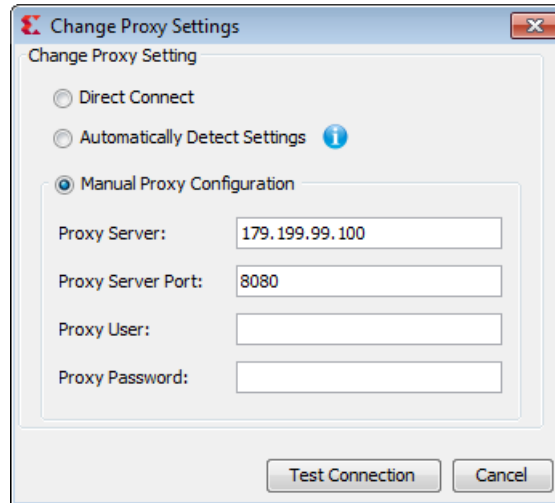 Change Proxy Settings
Change Proxy Setting
Direct Connect
Automatically Detect Settings
Manual Proxy Configuration
Proxy Server: 179.199.99.100
Proxy Server Port: 8080
Proxy User:
Proxy Password:
Test Connection Cancel